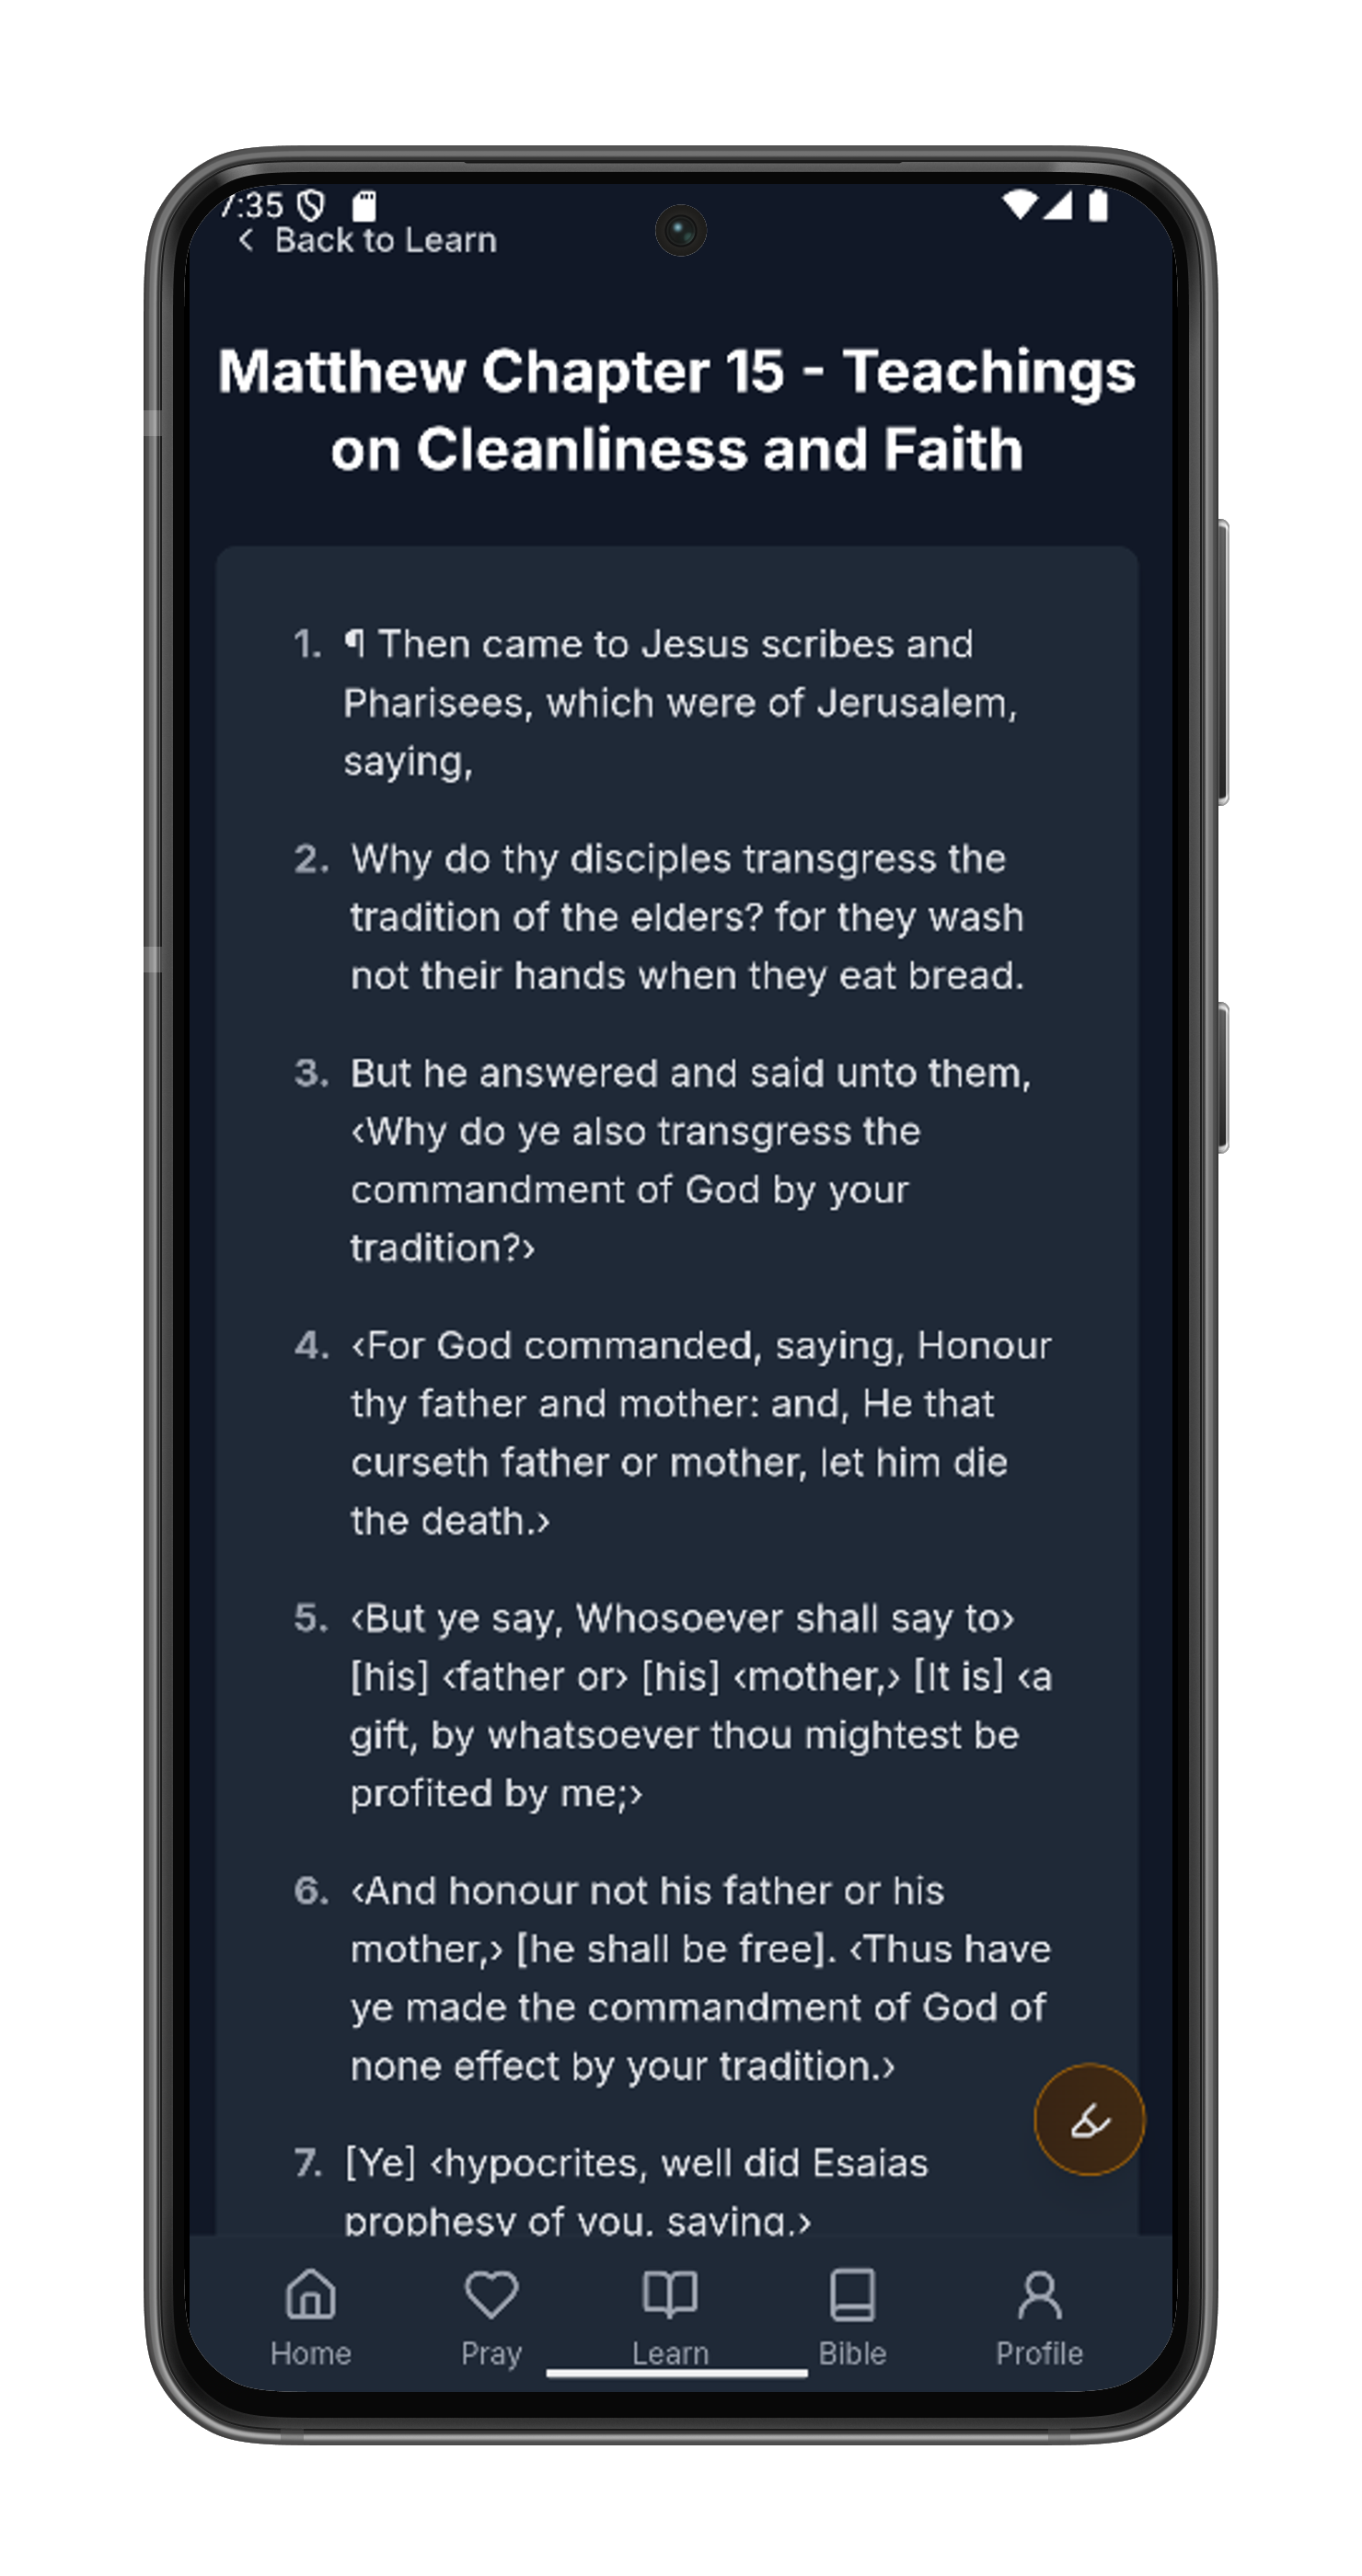 7:35
Back to Learn
Matthew Chapter 15 - Teachings
on Cleanliness and Faith
1. ¶ Then came to Jesus scribes and
Pharisees, which were of Jerusalem,
saying,
2. Why do thy disciples transgress the
tradition of the elders? for they wash
not their hands when they eat bread.
3. But he answered and said unto them,
‹Why do ye also transgress the
commandment of God by your
tradition?›
4. ‹For God commanded, saying, Honour
thy father and mother: and, He that
curseth father or mother, let him die
the death.›
5. ‹But ye say, Whosoever shall say to›
[his] ‹father or› [his] ‹mother,› [It is] ‹a
gift, by whatsoever thou mightest be
profited by me;›
6. ‹And honour not his father or his
mother,› [he shall be free]. ‹Thus have
ye made the commandment of God of
none effect by your tradition.›
7. [Ye] ‹hypocrites, well did Esaias
prophesy of you, saying,›
Home Pray Learn Bible Profile